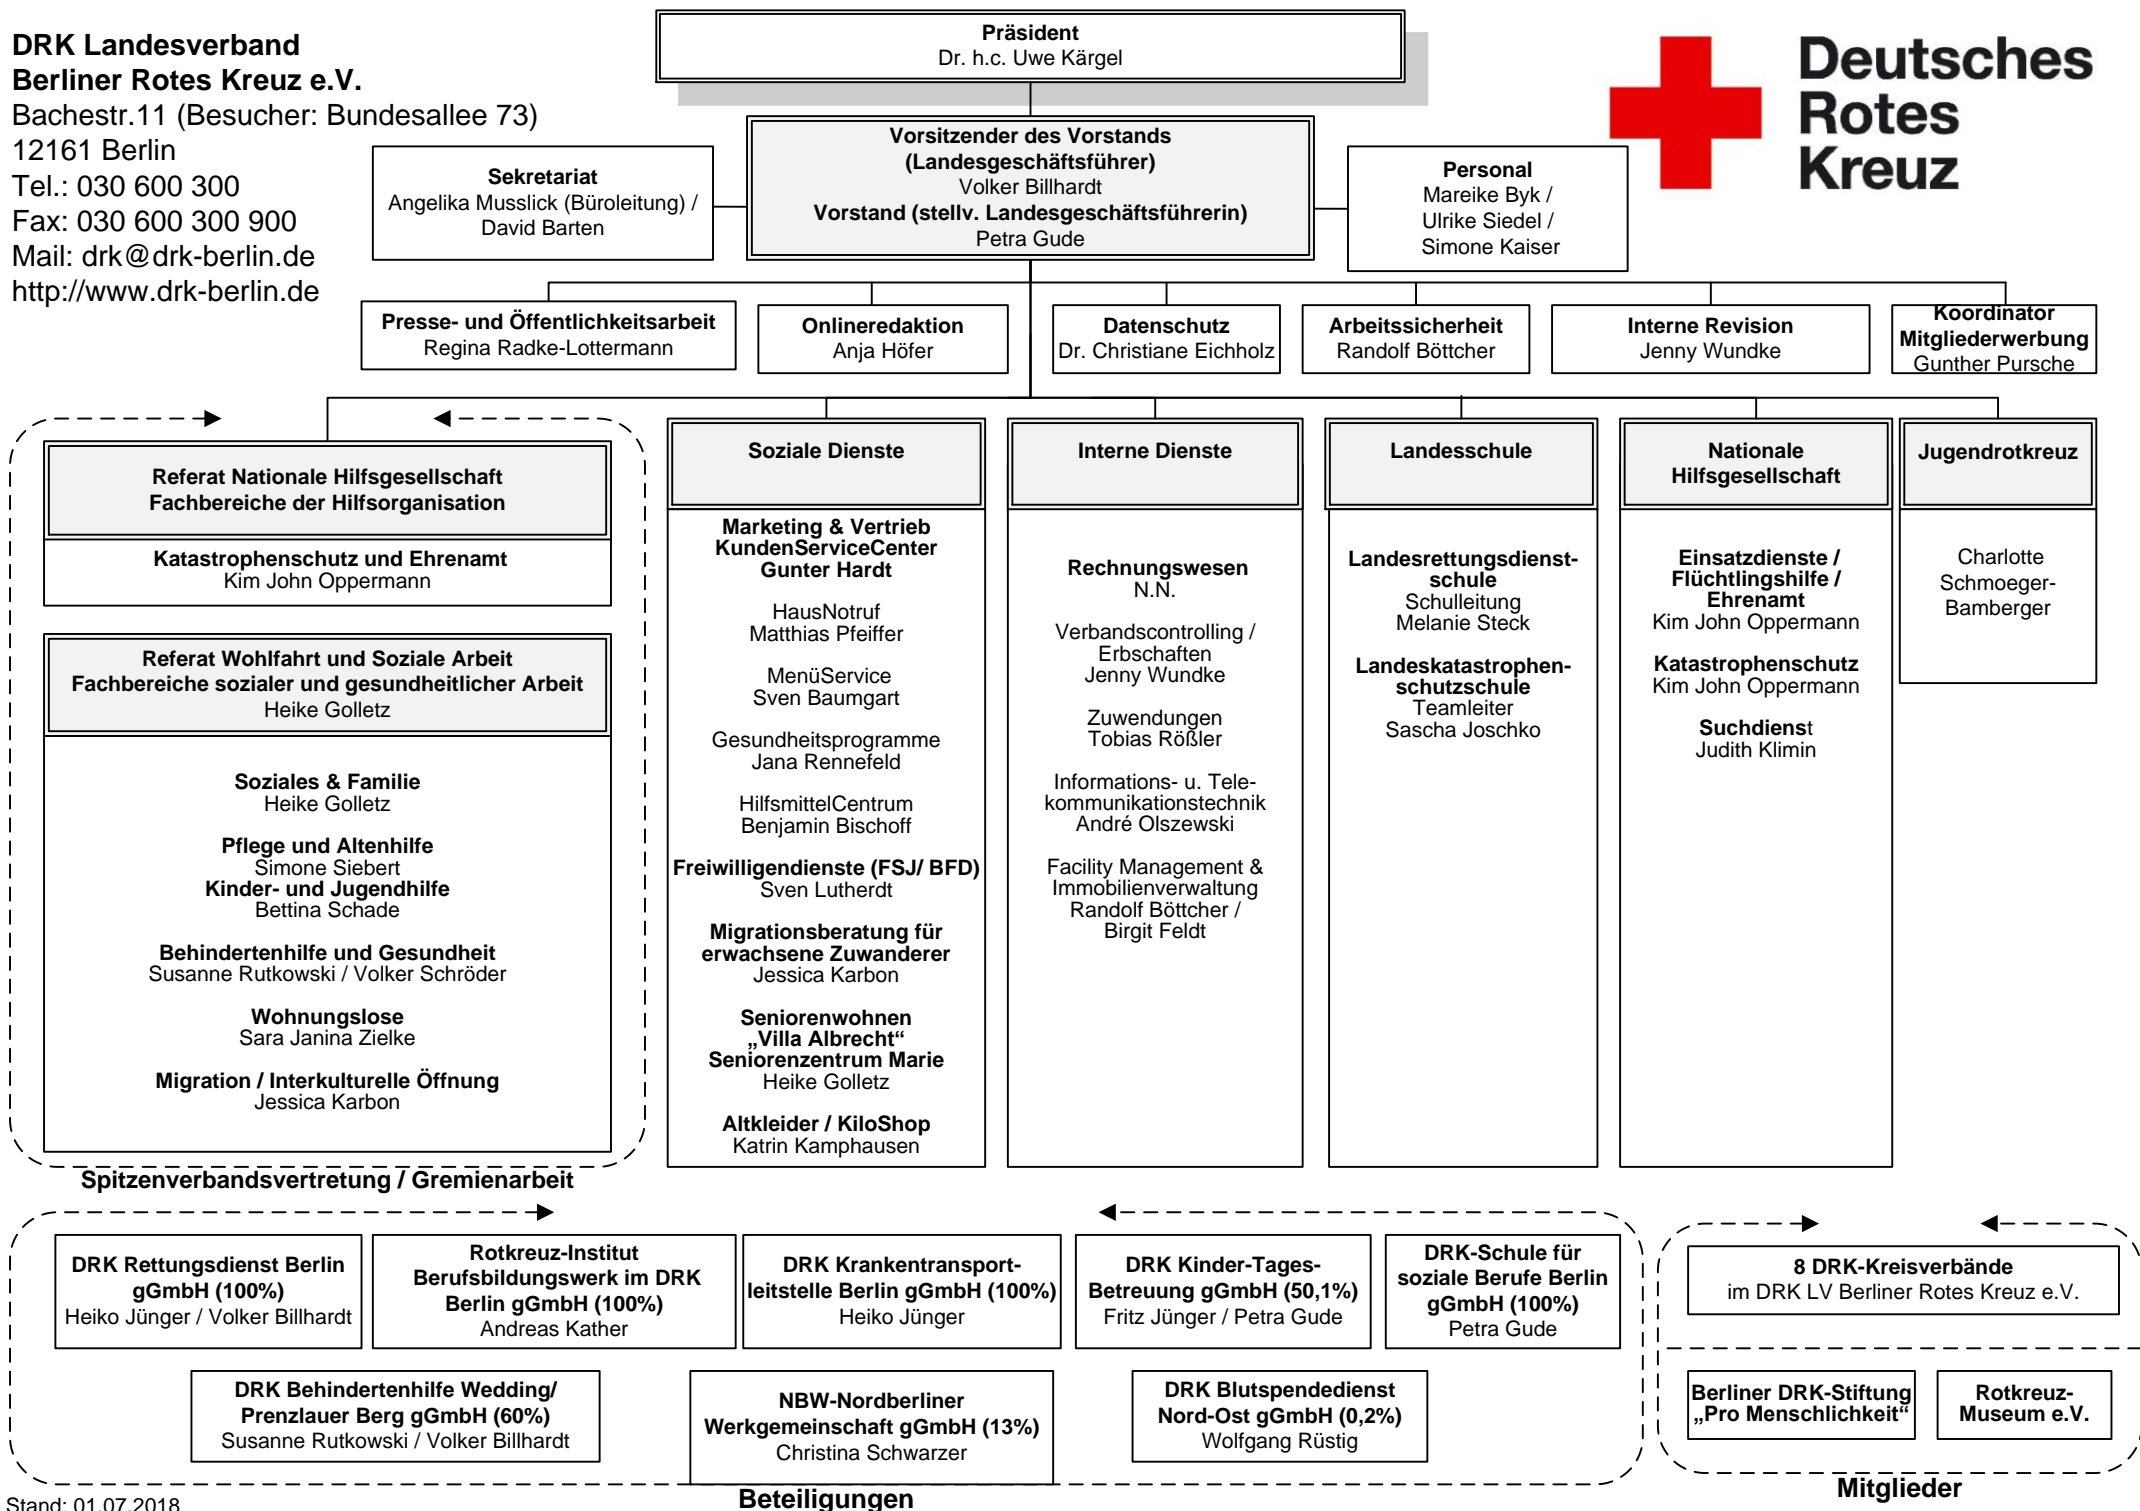 DRK Landesverband
Berliner Rotes Kreuz e.V.
Bachestr.11 (Besucher: Bundesallee 73)
12161 Berlin
Tel.: 030 600 300
Fax: 030 600 300 900
Mail: drk@drk-berlin.de
http://www.drk-berlin.de
Präsident
Dr. h.c. Uwe Kärgel
Deutsches
Rotes
Kreuz
Sekretariat
Angelika Musslick (Büroleitung) /
David Barten
Vorsitzender des Vorstands
(Landesgeschäftsführer)
Volker Billhardt
Vorstand (stellv. Landesgeschäftsführerin)
Petra Gude
Personal
Mareike Byk /
Ulrike Siedel /
Simone Kaiser
Presse- und Öffentlichkeitsarbeit
Regina Radke-Lottermann
Onlineredaktion
Anja Höfer
Datenschutz
Dr. Christiane Eichholz
Arbeitssicherheit
Randolf Böttcher
Interne Revision
Jenny Wundke
Koordinator
Mitgliederwerbung
Gunther Pursche
Referat Nationale Hilfsgesellschaft
Fachbereiche der Hilfsorganisation
Katastrophenschutz und Ehrenamt
Kim John Oppermann
Referat Wohlfahrt und Soziale Arbeit
Fachbereiche sozialer und gesundheitlicher Arbeit
Heike Golletz
Soziales & Familie
Heike Golletz
Pflege und Altenhilfe
Simone Siebert
Kinder- und Jugendhilfe
Bettina Schade
Behindertenhilfe und Gesundheit
Susanne Rutkowski / Volker Schröder
Wohnungslose
Sara Janina Zielke
Migration / Interkulturelle Öffnung
Jessica Karbon
Spitzenverbandsvertretung / Gremienarbeit
Soziale Dienste
Marketing & Vertrieb
KundenServiceCenter
Gunter Hardt
HausNotruf
Matthias Pfeiffer
MenüService
Sven Baumgart
Gesundheitsprogramme
Jana Rennefeld
HilfsmittelCentrum
Benjamin Bischoff
Freiwilligendienste (FSJ/ BFD)
Sven Lutherdt
Migrationsberatung für
erwachsene Zuwanderer
Jessica Karbon
Seniorenwohnen
„Villa Albrecht“
Seniorenzentrum Marie
Heike Golletz
Altkleider / KiloShop
Katrin Kamphausen
Interne Dienste
Rechnungswesen
N.N.
Verbandscontrolling /
Erbschaften
Jenny Wundke
Zuwendungen
Tobias Rößler
Informations- u. Tele-
kommunikationstechnik
André Olszewski
Facility Management &
Immobilienverwaltung
Randolf Böttcher /
Birgit Feldt
Landesschule
Landesrettungsdienst-
schule
Schulleitung
Melanie Steck
Landeskatastrophen-
schutzschule
Teamleiter
Sascha Joschko
Nationale
Hilfsgesellschaft
Einsatzdienste /
Flüchtlingshilfe /
Ehrenamt
Kim John Oppermann
Katastrophenschutz
Kim John Oppermann
Suchdienst
Judith Klimin
Jugendrotkreuz
Charlotte
Schmoeger-
Bamberger
DRK Rettungsdienst Berlin
gGmbH (100%)
Heiko Jünger / Volker Billhardt
Rotkreuz-Institut
Berufsbildungswerk im DRK
Berlin gGmbH (100%)
Andreas Kather
DRK Krankentransport-
leitstelle Berlin gGmbH (100%)
Heiko Jünger
DRK Kinder-Tages-
Betreuung gGmbH (50,1%)
Fritz Jünger / Petra Gude
DRK-Schule für
soziale Berufe Berlin
gGmbH (100%)
Petra Gude
DRK Behindertenhilfe Wedding/
Prenzlauer Berg gGmbH (60%)
Susanne Rutkowski / Volker Billhardt
NBW-Nordberliner
Werkgemeinschaft gGmbH (13%)
Christina Schwarzer
DRK Blutspendedienst
Nord-Ost gGmbH (0,2%)
Wolfgang Rüstig
Beteiligungen
8 DRK-Kreisverbände
im DRK LV Berliner Rotes Kreuz e.V.
Berliner DRK-Stiftung
„Pro Menschlichkeit“
Rotkreuz-
Museum e.V.
Mitglieder
Stand: 01.07.2018